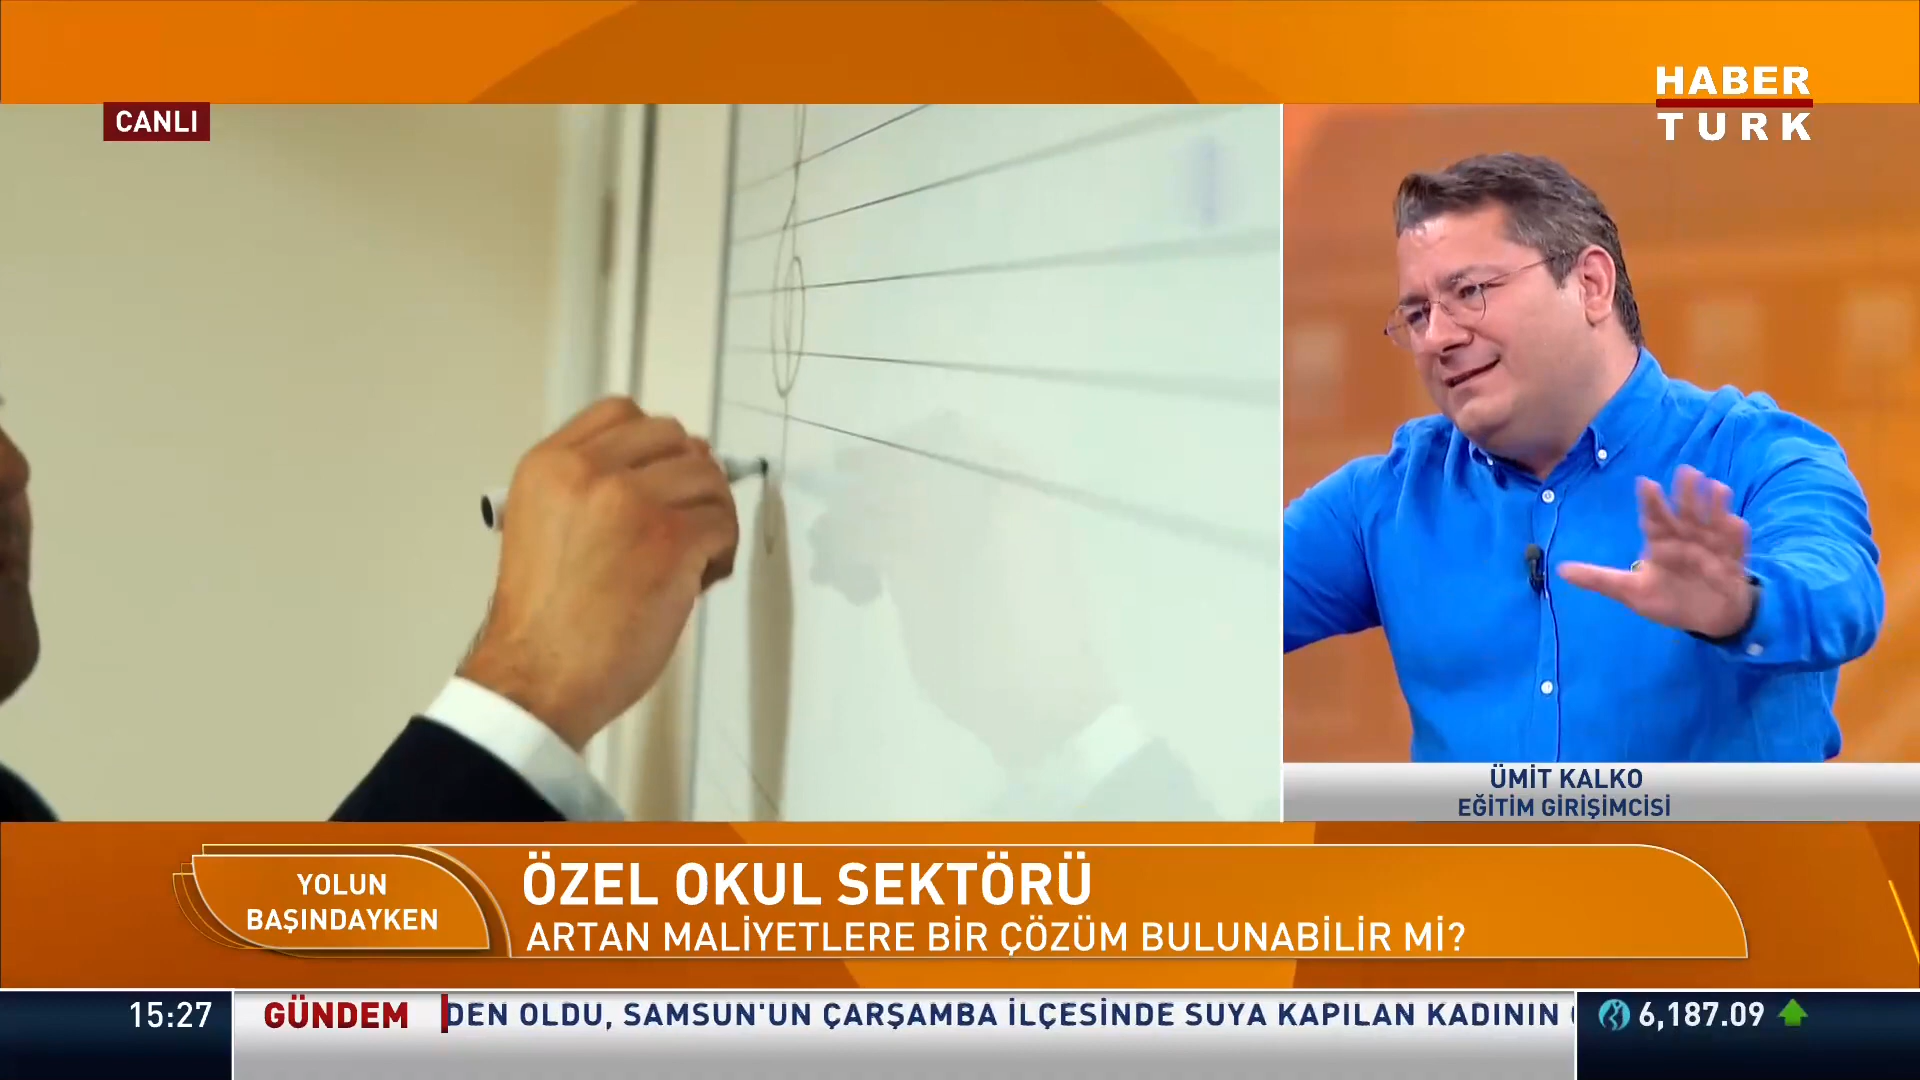 HABER
TURK
CANLI
ÜMİT KALKO
EĞİTİM GİRİŞİMCİSİ
YOLUN
BAŞINDAYKEN
ÖZEL OKUL SEKTÖRÜ
ARTAN MALİYETLERE BİR ÇÖZÜM BULUNABİLİR Mİ?
15:27
GÜNDEM
DEN OLDU, SAMSUN'UN ÇARŞAMBA İLÇESİNDE SUYA KAPILAN KADININ
6,187.09